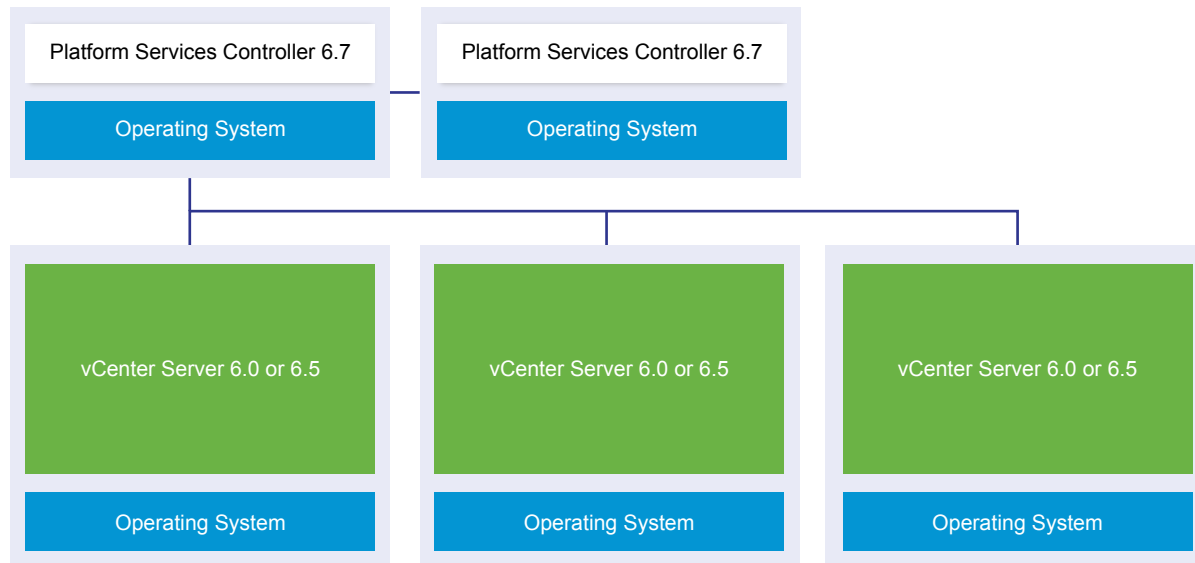 Platform Services Controller 6.7
Platform Services Controller 6.7
Operating System
Operating System
vCenter Server 6.0 or 6.5
vCenter Server 6.0 or 6.5
vCenter Server 6.0 or 6.5
Operating System
Operating System
Operating System